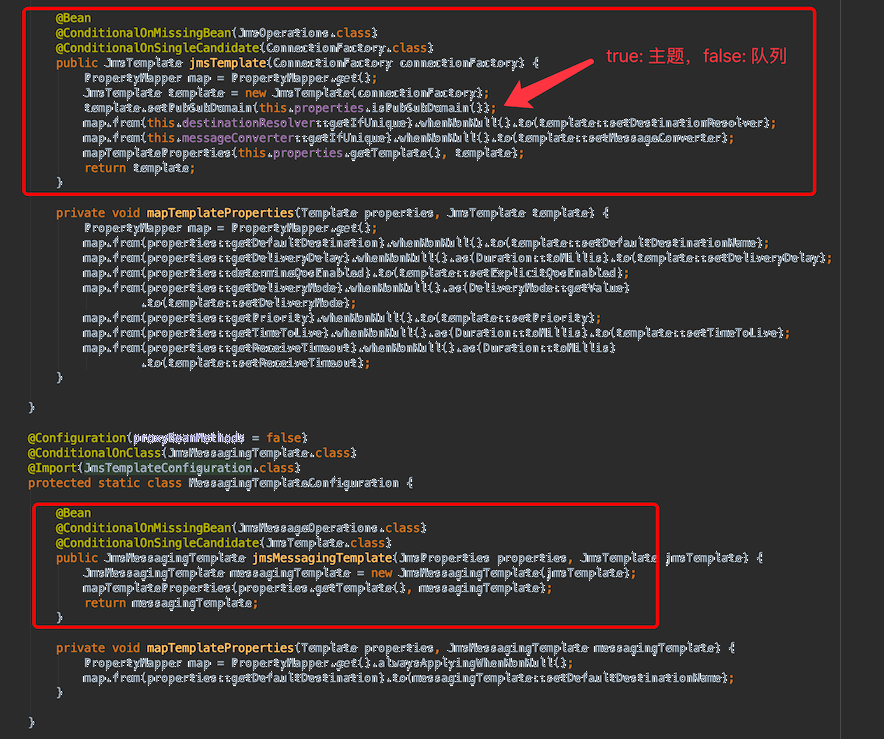 @Bean
@ConditionalOnMissingBean(JmsOperations.class)
@ConditionalOnSingleCandidate(ConnectionFactory.class)
public JmsTemplate jmsTemplate(ConnectionFactory connectionFactory) {
PropertyMapper map = PropertyMapper.get();
JmsTemplate template = new JmsTemplate(connectionFactory);
template.setPubSubDomain(this.properties.isPubSubDomain());
map.from(this.destinationResolver::getIfUnique).whenNonNull().to(template::setDestinationResolver);
map.from(this.messageConverter::getIfUnique).whenNonNull().to(template::setMessageConverter);
mapTemplateProperties(this.properties.getTemplate(), template);
return template;
}
true: 主题，false: 队列
private void mapTemplateProperties(Template properties, JmsTemplate template) {
PropertyMapper map = PropertyMapper.get();
map.from(properties::getDefaultDestination).whenNonNull().to(template::setDefaultDestinationName);
map.from(properties::getDeliveryDelay).whenNonNull().as(Duration::toMillis).to(template::setDeliveryDelay);
map.from(properties::determineQosEnabled).to(template::setExplicitQosEnabled);
map.from(properties::getDeliveryMode).whenNonNull().as(DeliveryMode::getValue)
.to(template::setDeliveryMode);
map.from(properties::getPriority).whenNonNull().to(template::setPriority);
map.from(properties::getTimeToLive).whenNonNull().as(Duration::toMillis).to(template::setTimeToLive);
map.from(properties::getReceiveTimeout).whenNonNull().as(Duration::toMillis)
.to(template::setReceiveTimeout);
}
}
@Configuration(proxyBeanMethods = false)
@ConditionalOnClass(JmsMessagingTemplate.class)
@Import(JmsTemplateConfiguration.class)
protected static class MessagingTemplateConfiguration {
@Bean
@ConditionalOnMissingBean(JmsMessageOperations.class)
@ConditionalOnSingleCandidate(JmsTemplate.class)
public JmsMessagingTemplate jmsMessagingTemplate(JmsProperties properties, JmsTemplate jmsTemplate) {
JmsMessagingTemplate messagingTemplate = new JmsMessagingTemplate(jmsTemplate);
mapTemplateProperties(properties.getTemplate(), messagingTemplate);
return messagingTemplate;
}
private void mapTemplateProperties(Template properties, JmsMessagingTemplate messagingTemplate) {
PropertyMapper map = PropertyMapper.get().alwaysApplyingWhenNonNull();
map.from(properties::getDefaultDestination).to(messagingTemplate::setDefaultDestinationName);
}
}